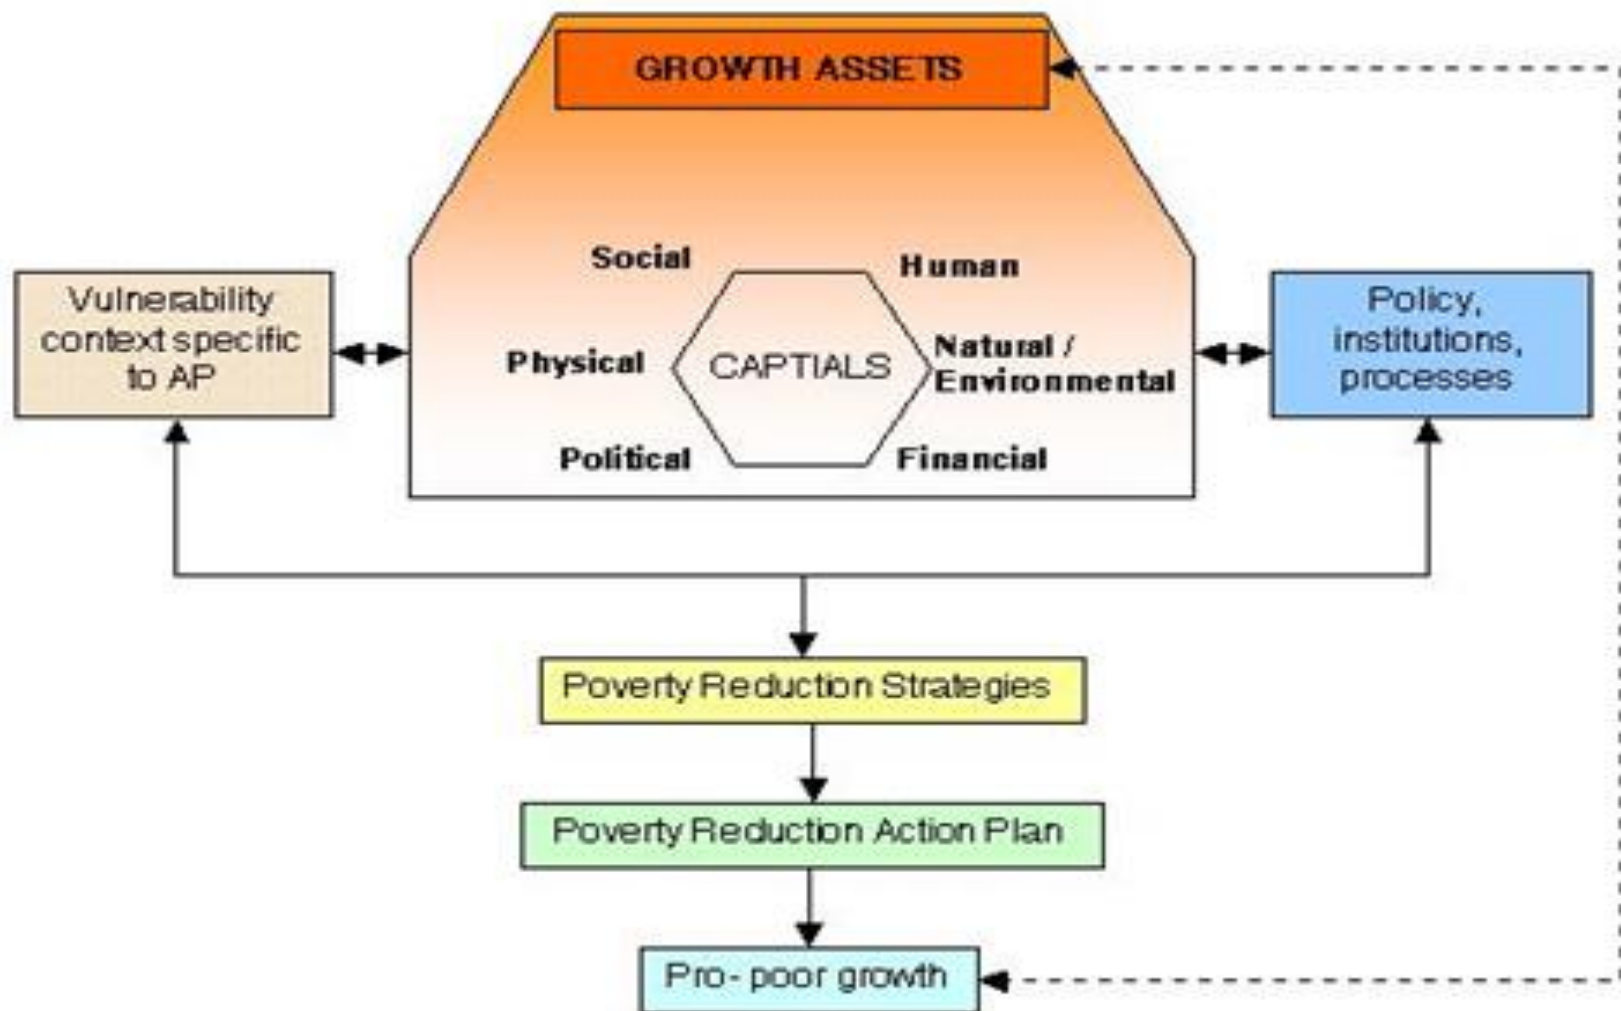 GROWTH ASSETS
Social
Human
Vulnerability
context specific
to AP
Physical
CAPTIALS
Natural /
Environmental
Policy,
institutions,
processes
Political
Financial
Poverty Reduction Strategies
Poverty Reduction Action Plan
Pro- poor growth